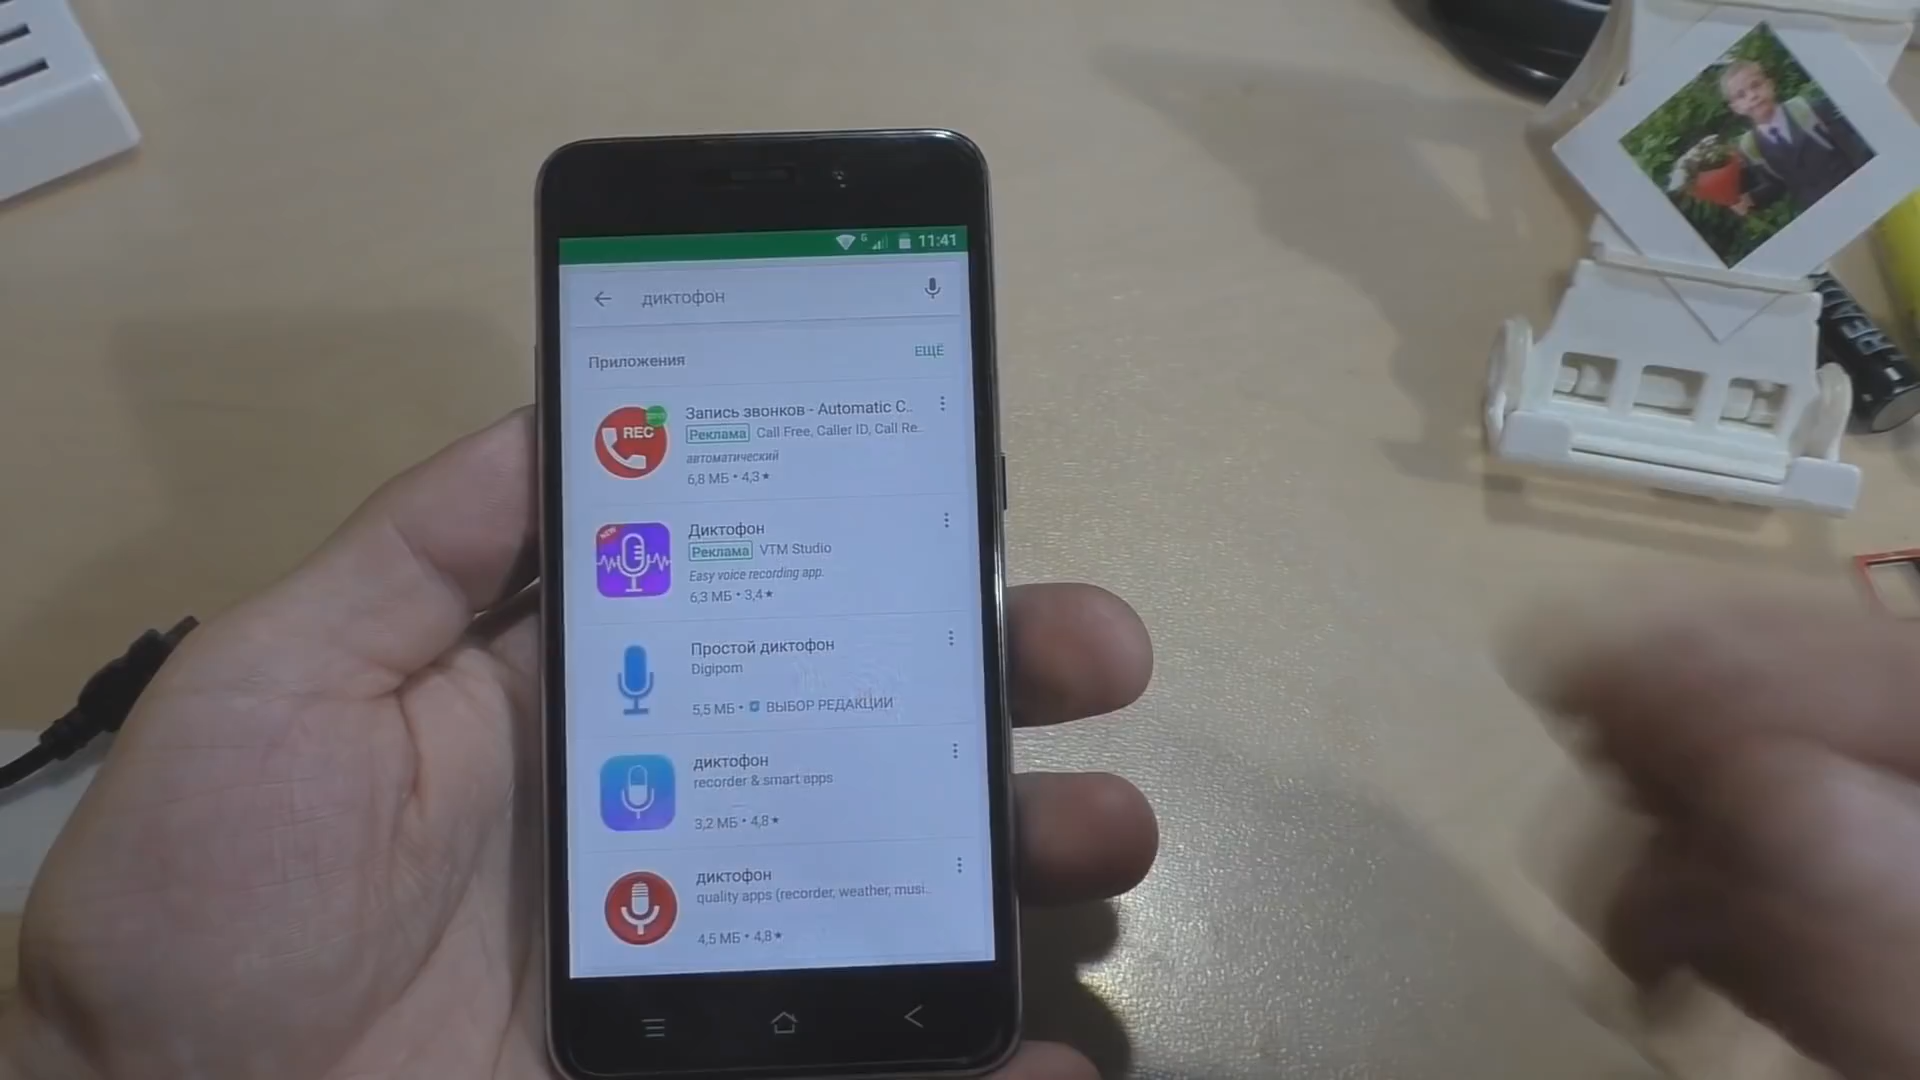 G 11:41
диктофон
Приложения ЕЩЁ
REC
Запись звонков - Automatic C..
Реклама Call Free, Caller ID, Call Re..
автоматический
6,8 МБ • 4,3★
NEW
Диктофон
Реклама VTM Studio
Easy voice recording app.
6,3 МБ • 3,4★
Простой диктофон
Digipom
5,5 МБ • ВЫБОР РЕДАКЦИИ
диктофон
recorder & smart apps
3,2 МБ • 4,8★
диктофон
quality apps (recorder, weather, musi..
4,5 МБ • 4,8★